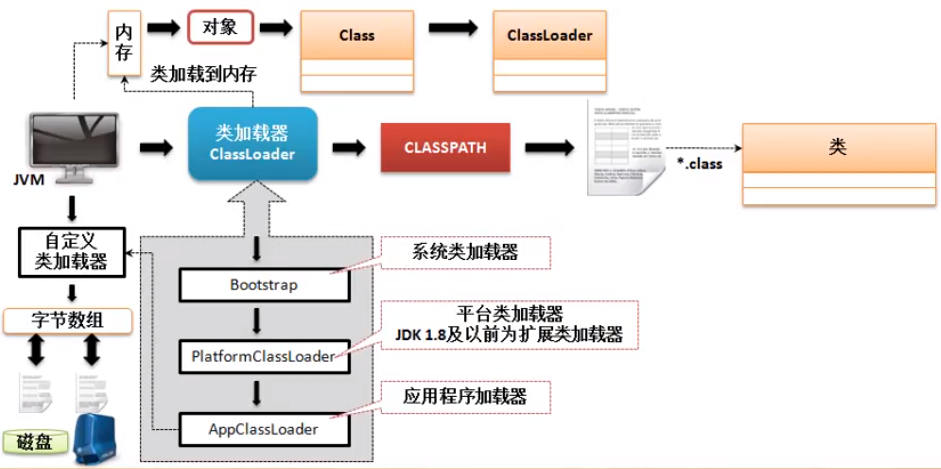 内
存
对象
Class
ClassLoader
类加载到内存
JVM
类加载器
ClassLoader
CLASSPATH
*.class
类
自定义
类加载器
字节数组
磁盘
Bootstrap
系统类加载器
PlatformClassLoader
平台类加载器
JDK 1.8及以前为扩展类加载器
AppClassLoader
应用程序加载器